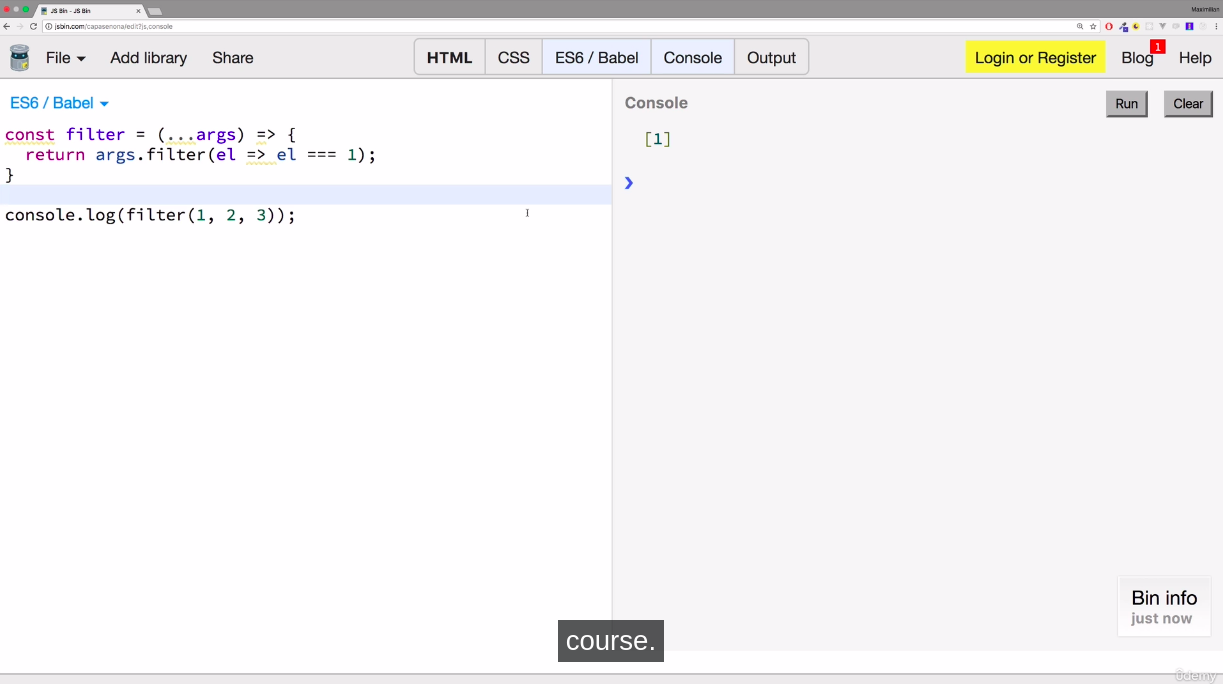 JS Bin - JS Bin
Maximilian
jsbin.com/capasenona/edit?js,console
File
Add library
Share
HTML
CSS
ES6 / Babel
Console
Output
Login or Register
Blog
1
Help
ES6 / Babel
const filter = (...args) => {
return args.filter(el => el === 1);
}
console.log(filter(1, 2, 3));
Console
Run
Clear
[1]
Bin info
just now
course.
ûdemy